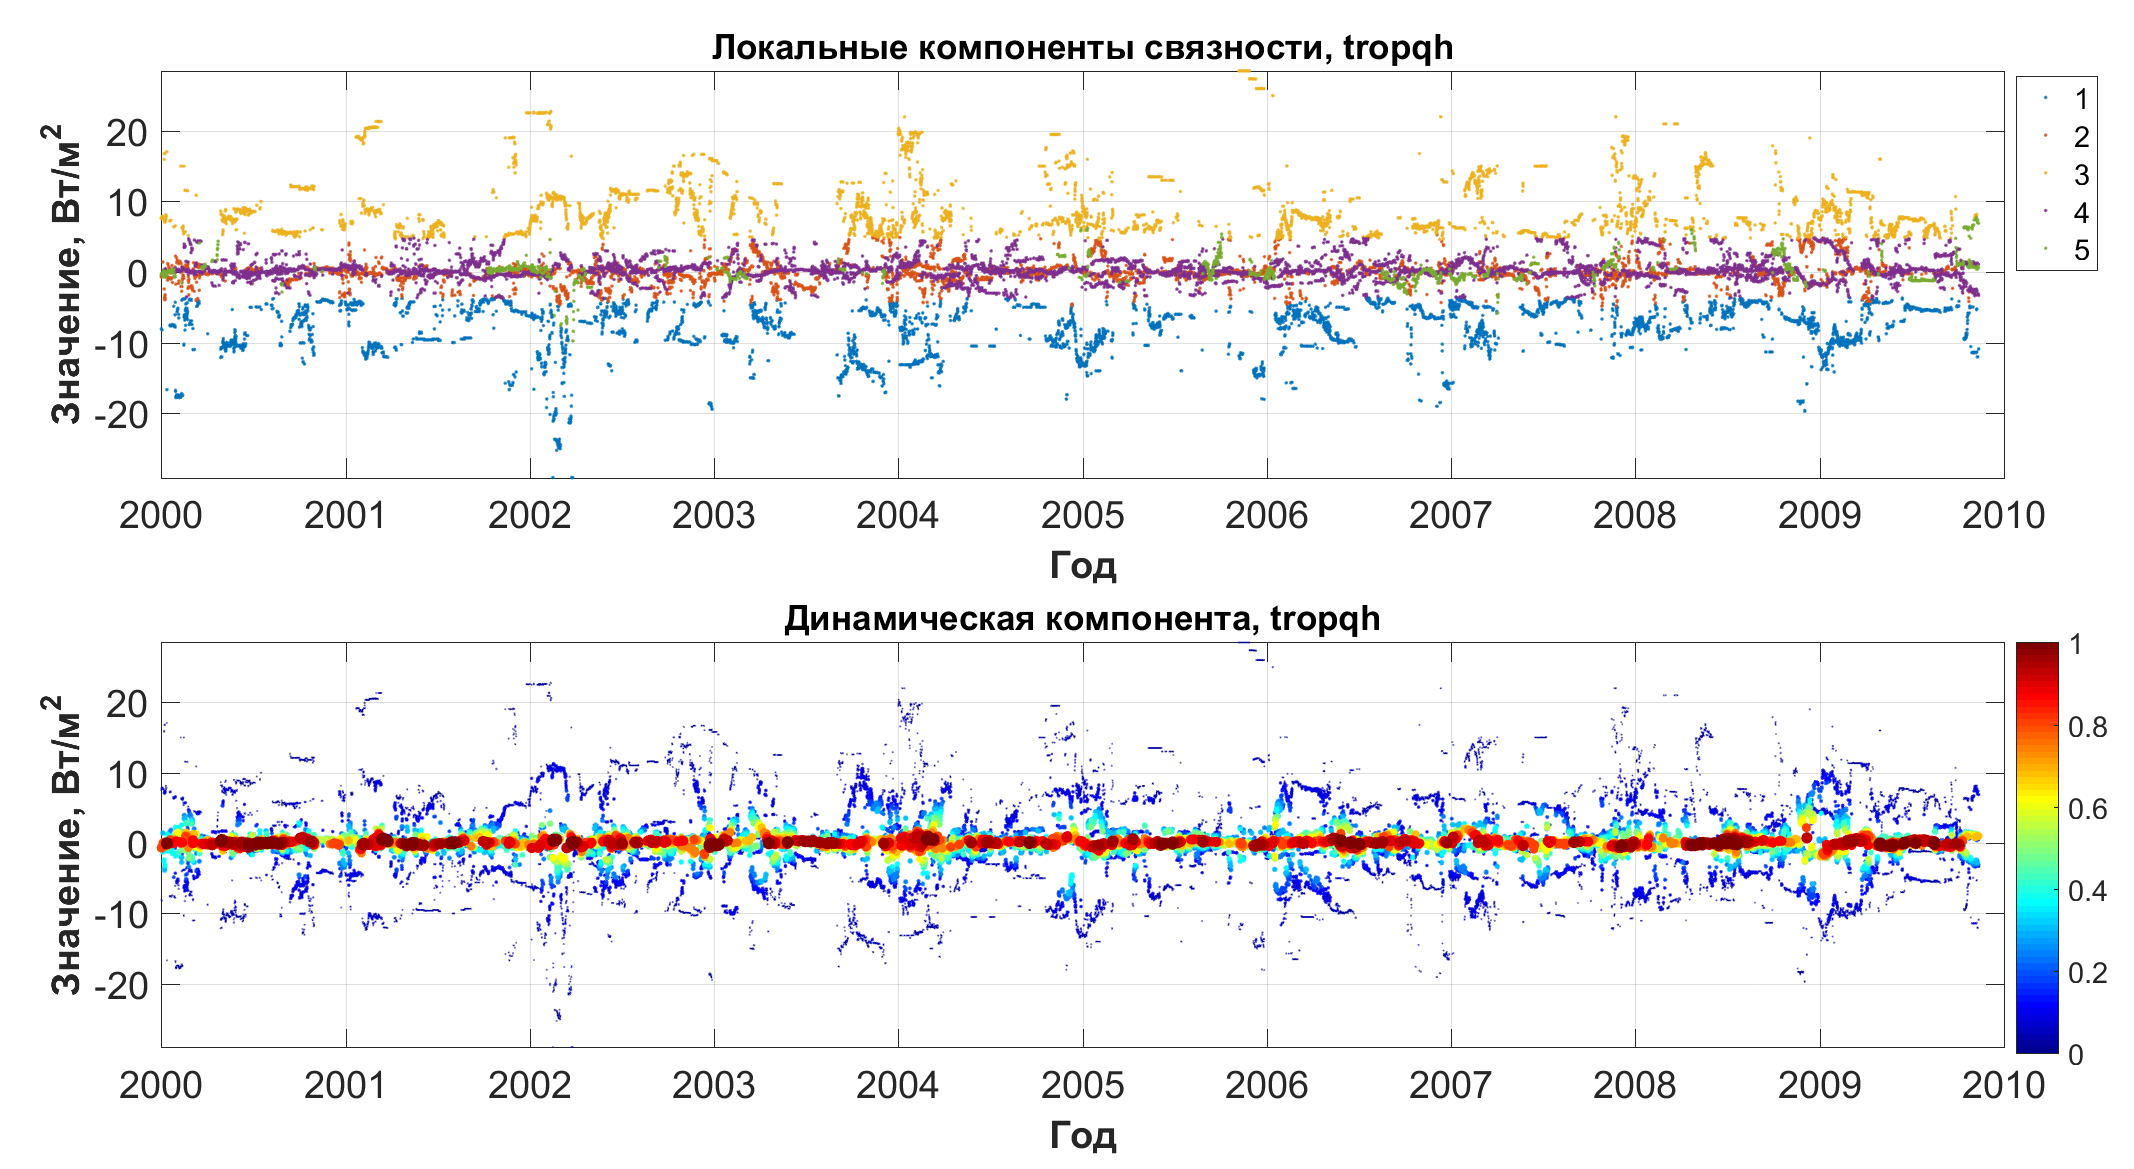 Локальные компоненты связности, tropqh
Значение, Вт/м²
20
10
0
-10
-20
2000 2001 2002 2003 2004 2005 2006 2007 2008 2009 2010
Год
1
2
3
4
5
Динамическая компонента, tropqh
Значение, Вт/м²
20
10
0
-10
-20
2000 2001 2002 2003 2004 2005 2006 2007 2008 2009 2010
Год
1
0.8
0.6
0.4
0.2
0